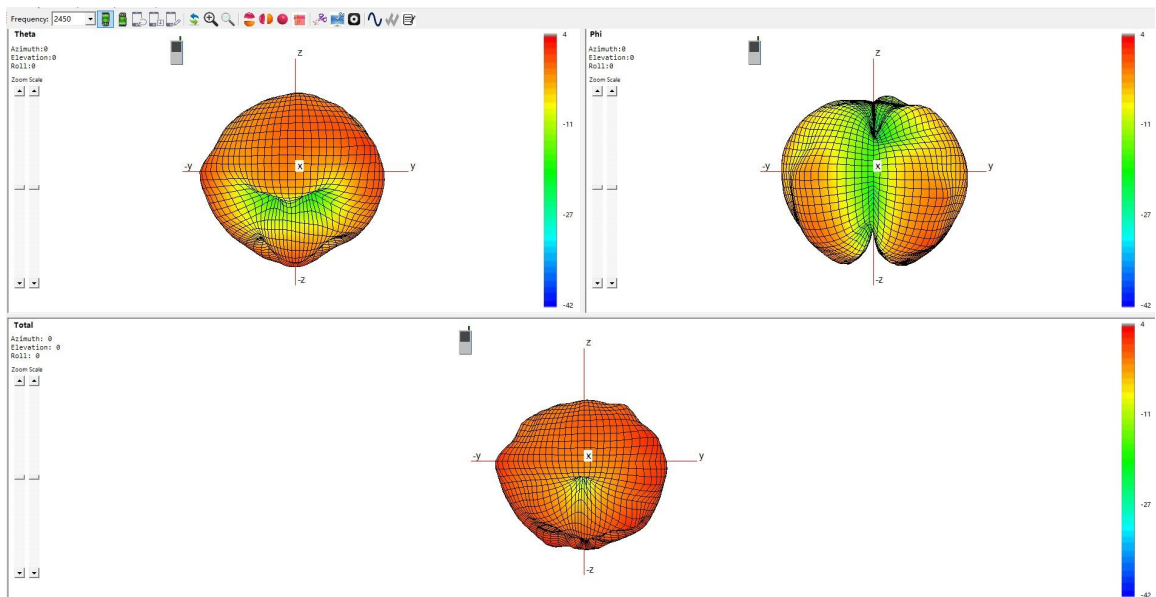 Frequency: 2450
Theta
Azimuth:0
Elevation:0
Roll:0
Zoom Scale
z
-y
x
y
-z
4
-11
-27
-42
Phi
Azimuth:0
Elevation:0
Roll:0
Zoom Scale
z
-y
x
y
-z
4
-11
-27
-42
Total
Azimuth: 0
Elevation: 0
Roll: 0
Zoom Scale
z
-y
x
y
-z
4
-11
-27
-42